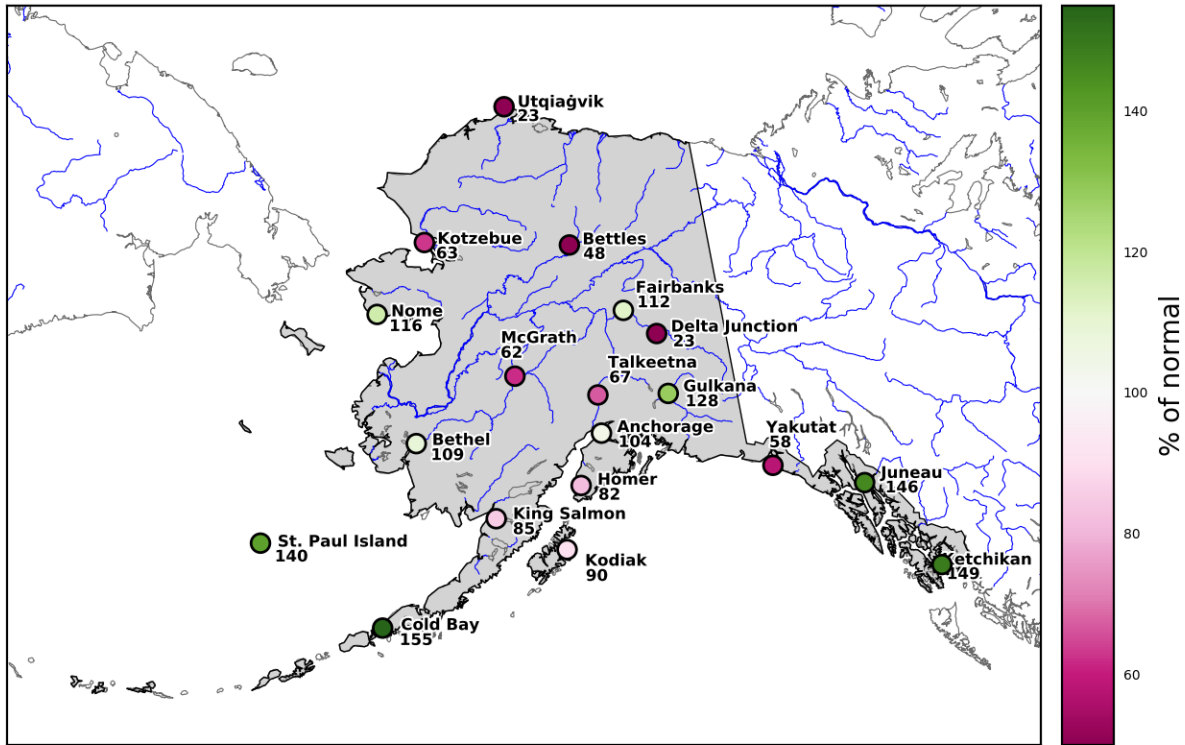 Utqiaġvik
23
Kotzebue
63
Bettles
48
Fairbanks
112
Nome
116
Delta Junction
23
McGrath
62
Talkeetna
67
Gulkana
128
Anchorage
104
Bethel
109
Yakutat
58
Juneau
146
Homer
82
King Salmon
85
St. Paul Island
140
Kodiak
90
Ketchikan
149
Cold Bay
155
140
120
100
80
60
% of normal